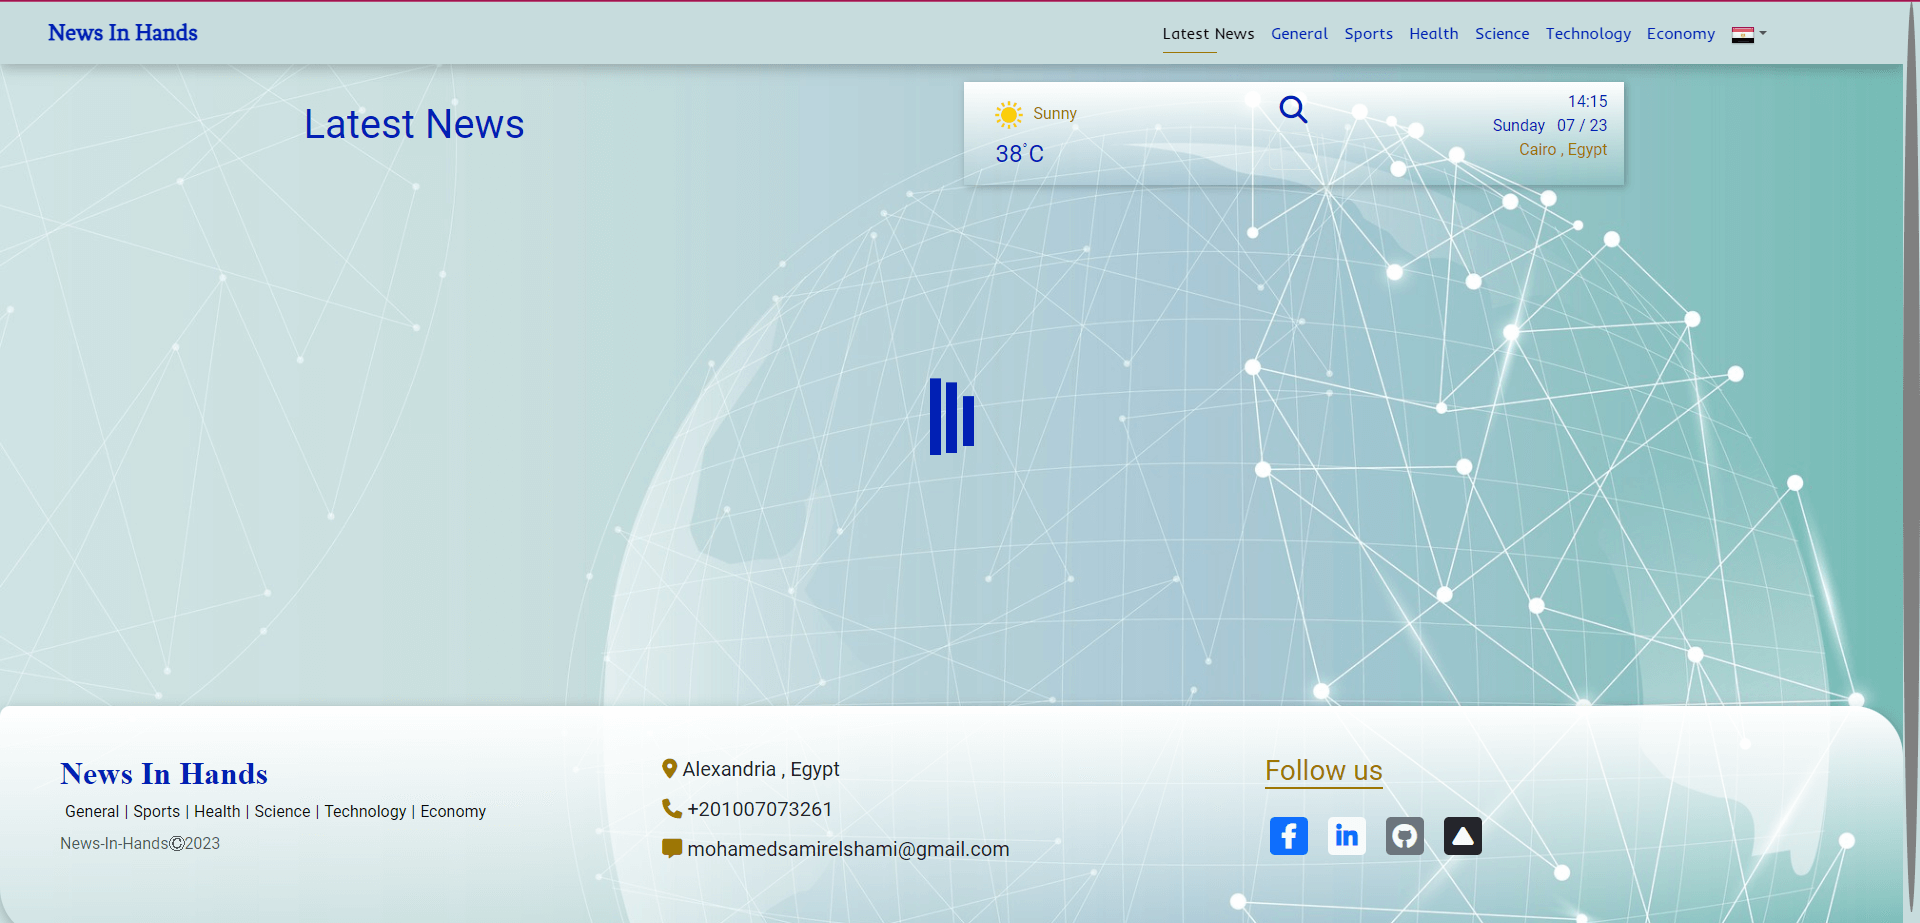 News In Hands
Latest News General Sports Health Science Technology Economy
Latest News
Sunny
38°C
14:15
Sunday 07 / 23
Cairo , Egypt
News In Hands
General | Sports | Health | Science | Technology | Economy
News-In-Hands©2023
Alexandria , Egypt
+201007073261
mohamedsamirelshami@gmail.com
Follow us